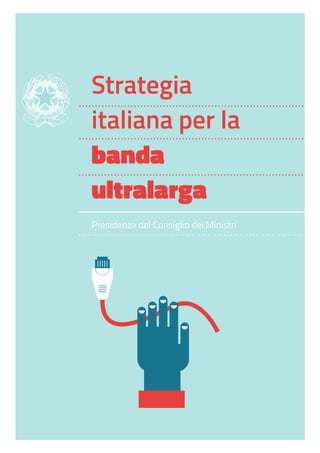 Strategia
italiana per la
banda
ultralarga
Presidenza del Consiglio dei Ministri